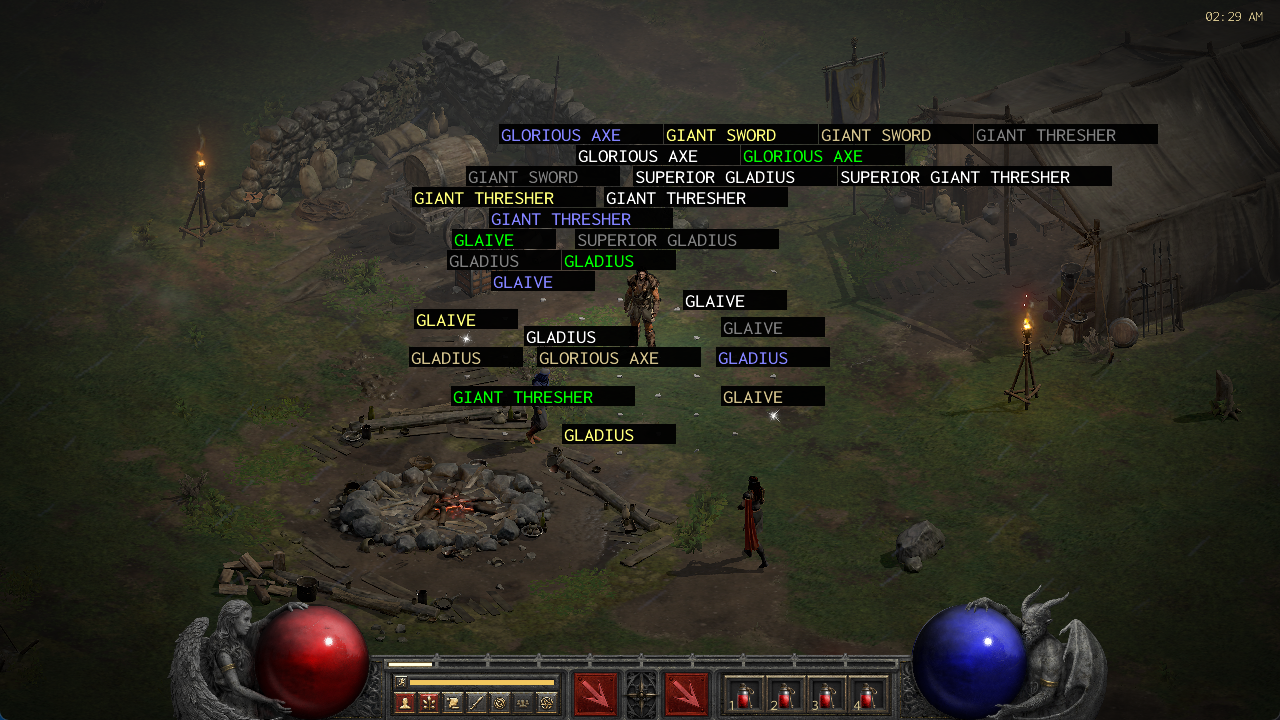 02:29 AM
GLORIOUS AXE GIANT SWORD GIANT SWORD GIANT THRESHER
GLORIOUS AXE GLORIOUS AXE
GIANT SWORD SUPERIOR GLADIUS SUPERIOR GIANT THRESHER
GIANT THRESHER GIANT THRESHER
GIANT THRESHER
GLAIVE SUPERIOR GLADIUS
GLADIUS GLADIUS
GLAIVE
GLAIVE
GLAIVE
GLAIVE
GLADIUS
GLADIUS GLORIOUS AXE GLADIUS
GIANT THRESHER GLAIVE
GLADIUS
1 2 3 4